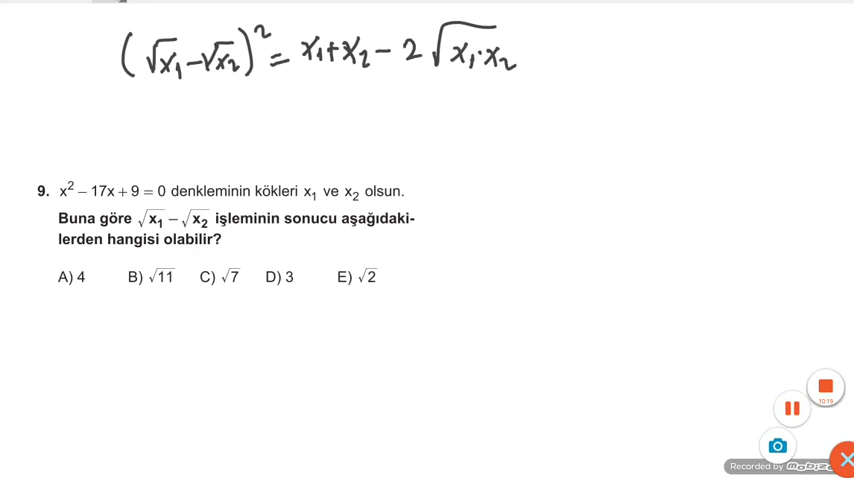 (√x₁ − √x₂)² = x₁ + x₂ − 2√x₁·x₂
9. x² − 17x + 9 = 0 denkleminin kökleri x₁ ve x₂ olsun.
Buna göre √x₁ − √x₂ işleminin sonucu aşağıdaki-
lerden hangisi olabilir?
A) 4 B) √11 C) √7 D) 3 E) √2
10:19
Recorded by